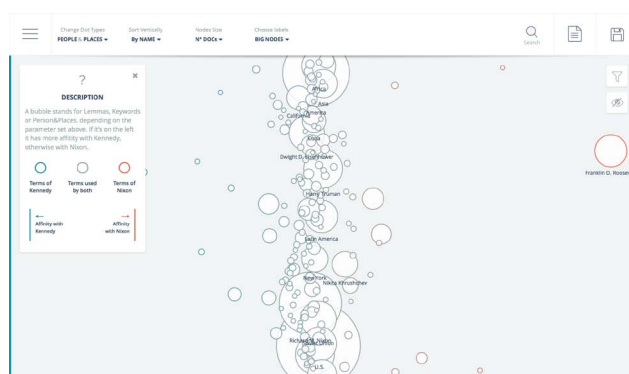 Change Dot Types
PEOPLE & PLACES
Sort Vertically
By NAME
Nodes Size
N° DOCs
Choose labels
BIG NODES
Search
?
DESCRIPTION
A bubble stands for Lemmas, Keywords
or Person&Places, depending on the
parameter set above. If it's on the left
it has more affitity with Kennedy,
otherwise with Nixon.
Terms of
Kennedy
Terms used
by both
Terms of
Nixon
Affinity with
Kennedy
Affinity
with Nixon
Africa
Asia
America
California
Dwight D. Eisenhower
Harry Truman
Latin America
New York
Nikita Khrushchev
Richard M. Nixon
Soviet Union
U.S.
Franklin D. Roose